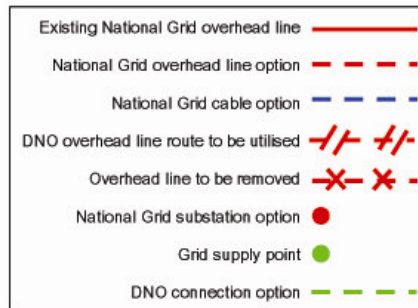 Existing National Grid overhead line
National Grid overhead line option
National Grid cable option
DNO overhead line route to be utilised
Overhead line to be removed
National Grid substation option
Grid supply point
DNO connection option